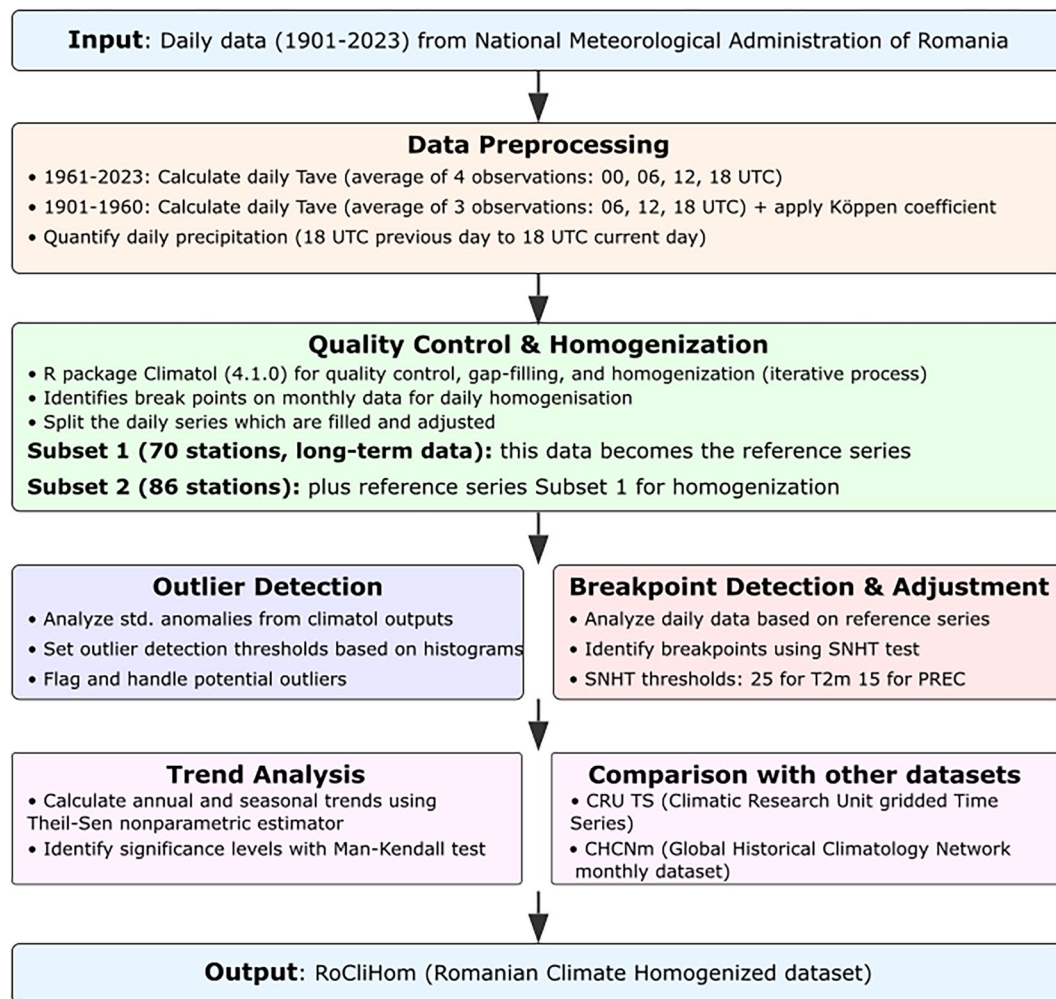 Input: Daily data (1901-2023) from National Meteorological Administration of Romania
Data Preprocessing
• 1961-2023: Calculate daily Tave (average of 4 observations: 00, 06, 12, 18 UTC)
• 1901-1960: Calculate daily Tave (average of 3 observations: 06, 12, 18 UTC) + apply Köppen coefficient
• Quantify daily precipitation (18 UTC previous day to 18 UTC current day)
Quality Control & Homogenization
• R package Climatol (4.1.0) for quality control, gap-filling, and homogenization (iterative process)
• Identifies break points on monthly data for daily homogenisation
• Split the daily series which are filled and adjusted
Subset 1 (70 stations, long-term data): this data becomes the reference series
Subset 2 (86 stations): plus reference series Subset 1 for homogenization
Outlier Detection
• Analyze std. anomalies from climatol outputs
• Set outlier detection thresholds based on histograms
• Flag and handle potential outliers
Breakpoint Detection & Adjustment
• Analyze daily data based on reference series
• Identify breakpoints using SNHT test
• SNHT thresholds: 25 for T2m 15 for PREC
Trend Analysis
• Calculate annual and seasonal trends using
Theil-Sen nonparametric estimator
• Identify significance levels with Man-Kendall test
Comparison with other datasets
• CRU TS (Climatic Research Unit gridded Time
Series)
• CHCNm (Global Historical Climatology Network
monthly dataset)
Output: RoCliHom (Romanian Climate Homogenized dataset)